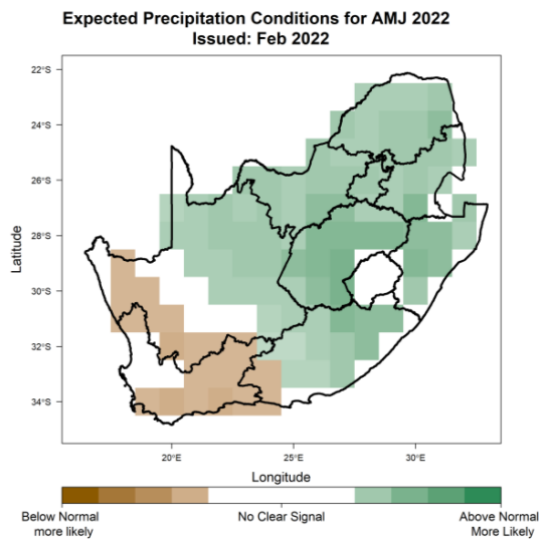 Expected Precipitation Conditions for AMJ 2022
Issued: Feb 2022
22°S
24°S
26°S
28°S
30°S
32°S
34°S
Latitude
20°E
25°E
30°E
Longitude
Below Normal
more likely
No Clear Signal
Above Normal
More Likely